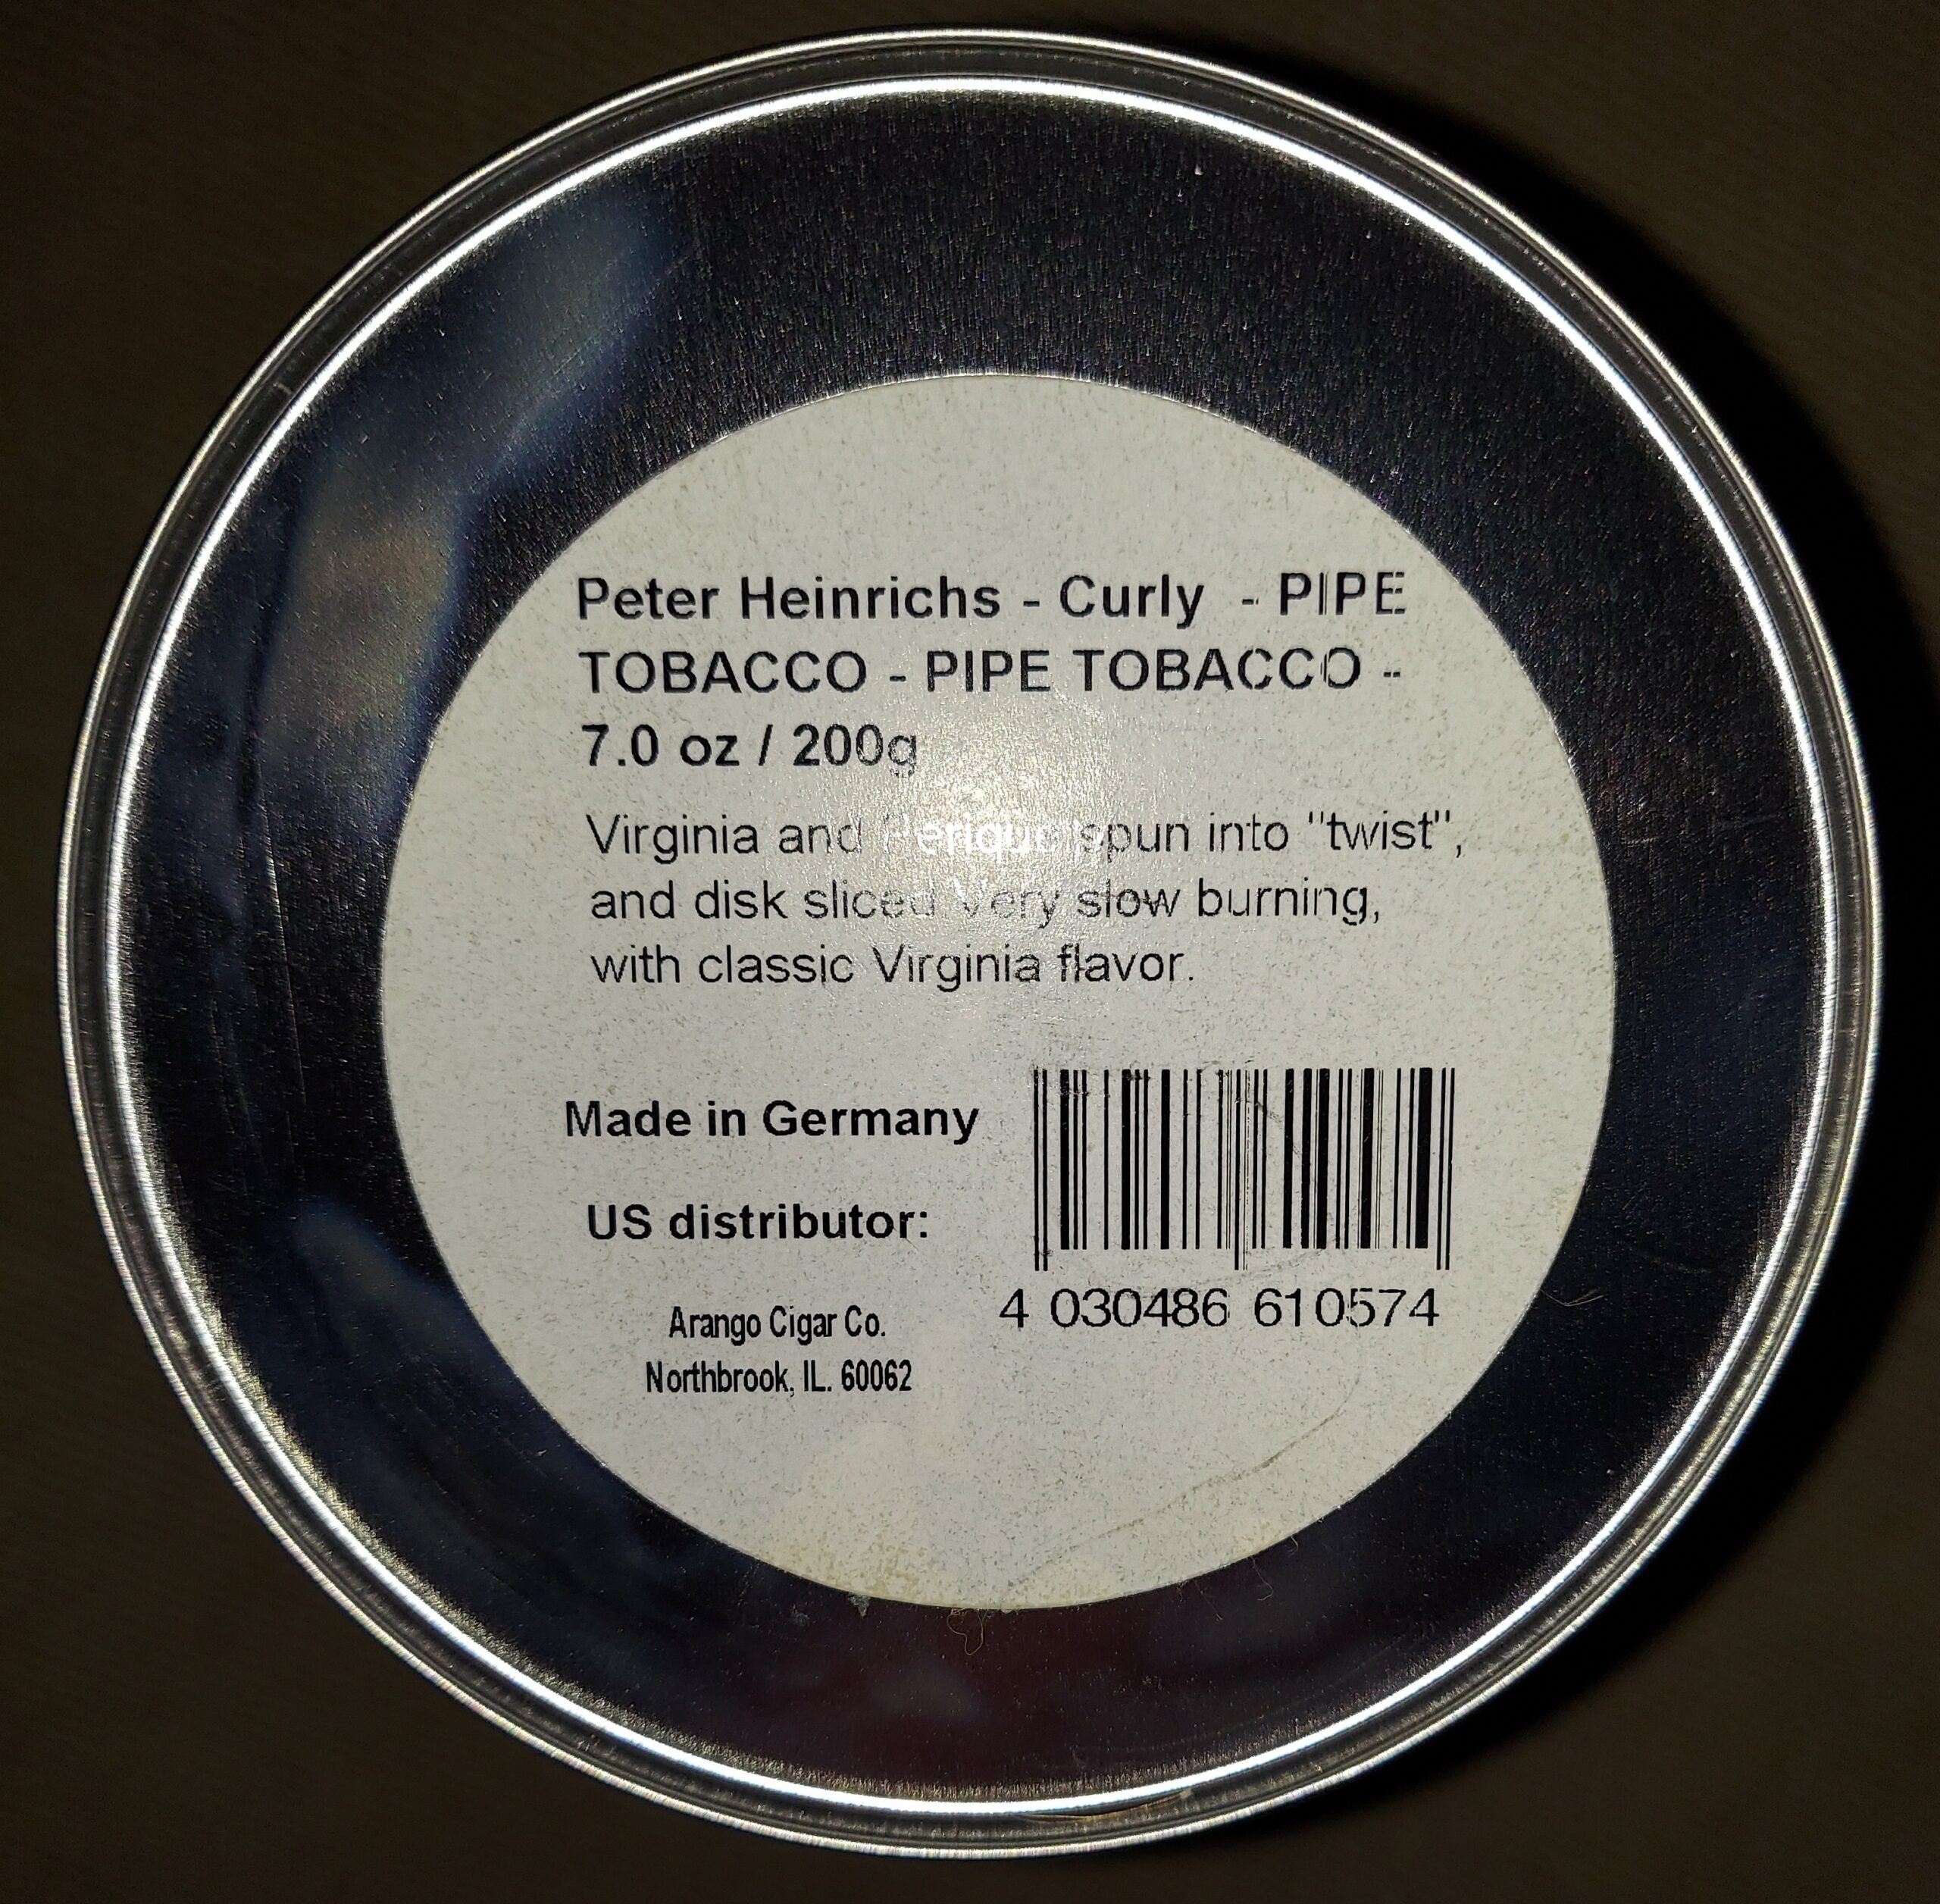 Peter Heinrichs - Curly - PIPE
TOBACCO - PIPE TOBACCO -
7.0 oz / 200g
Virginia and Perique spun into "twist",
and disk sliced Very slow burning,
with classic Virginia flavor.
Made in Germany
US distributor:
Arango Cigar Co.
Northbrook, IL. 60062
4 030486 610574